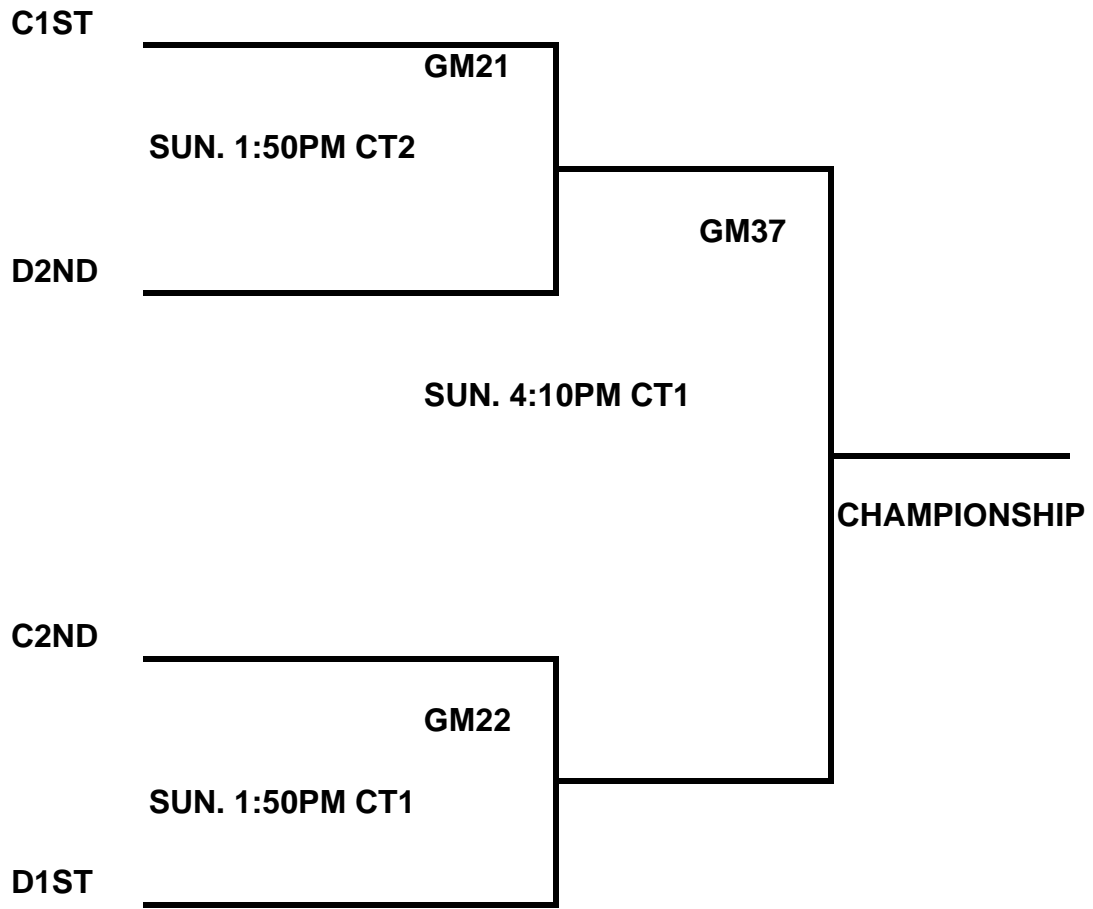 C1ST
GM21
SUN. 1:50PM CT2
GM37
D2ND
SUN. 4:10PM CT1
CHAMPIONSHIP
C2ND
GM22
SUN. 1:50PM CT1
D1ST